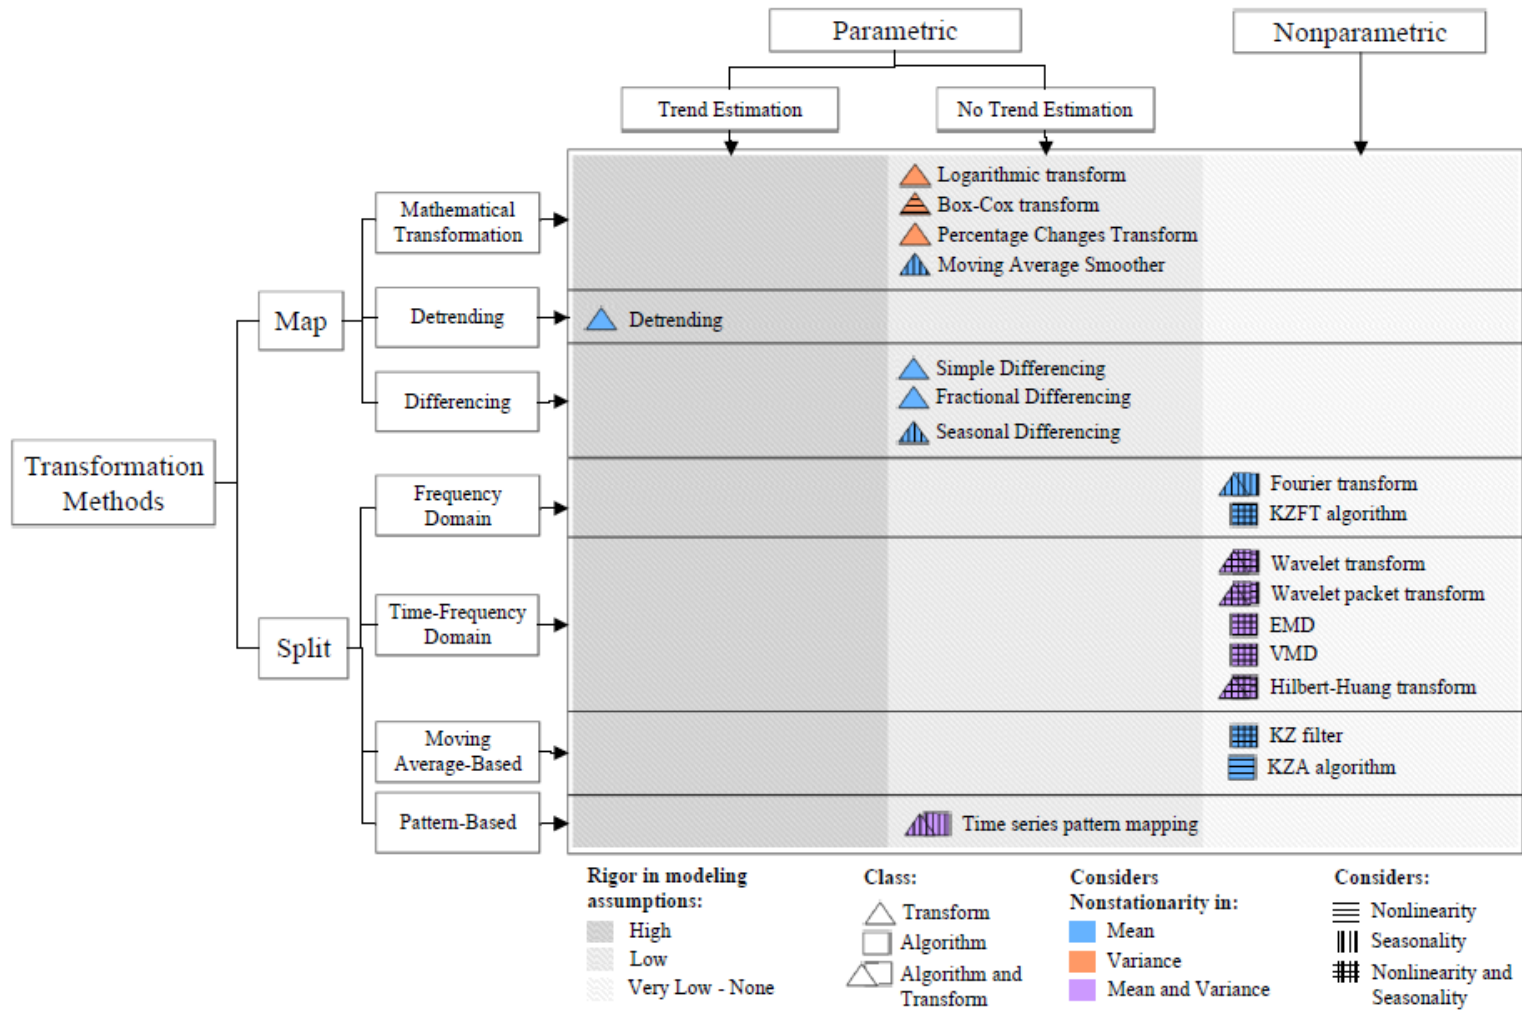 Parametric
Nonparametric
Trend Estimation
No Trend Estimation
Transformation
Methods
Map
Split
Mathematical
Transformation
Logarithmic transform
Box-Cox transform
Percentage Changes Transform
Moving Average Smoother
Detrending
Detrending
Differencing
Simple Differencing
Fractional Differencing
Seasonal Differencing
Frequency
Domain
Fourier transform
KZFT algorithm
Time-Frequency
Domain
Wavelet transform
Wavelet packet transform
EMD
VMD
Hilbert-Huang transform
Moving
Average-Based
KZ filter
KZA algorithm
Pattern-Based
Time series pattern mapping
Rigor in modeling
assumptions:
High
Low
Very Low - None
Class:
Transform
Algorithm
Algorithm and
Transform
Considers
Nonstationarity in:
Mean
Variance
Mean and Variance
Considers:
Nonlinearity
Seasonality
Nonlinearity and
Seasonality